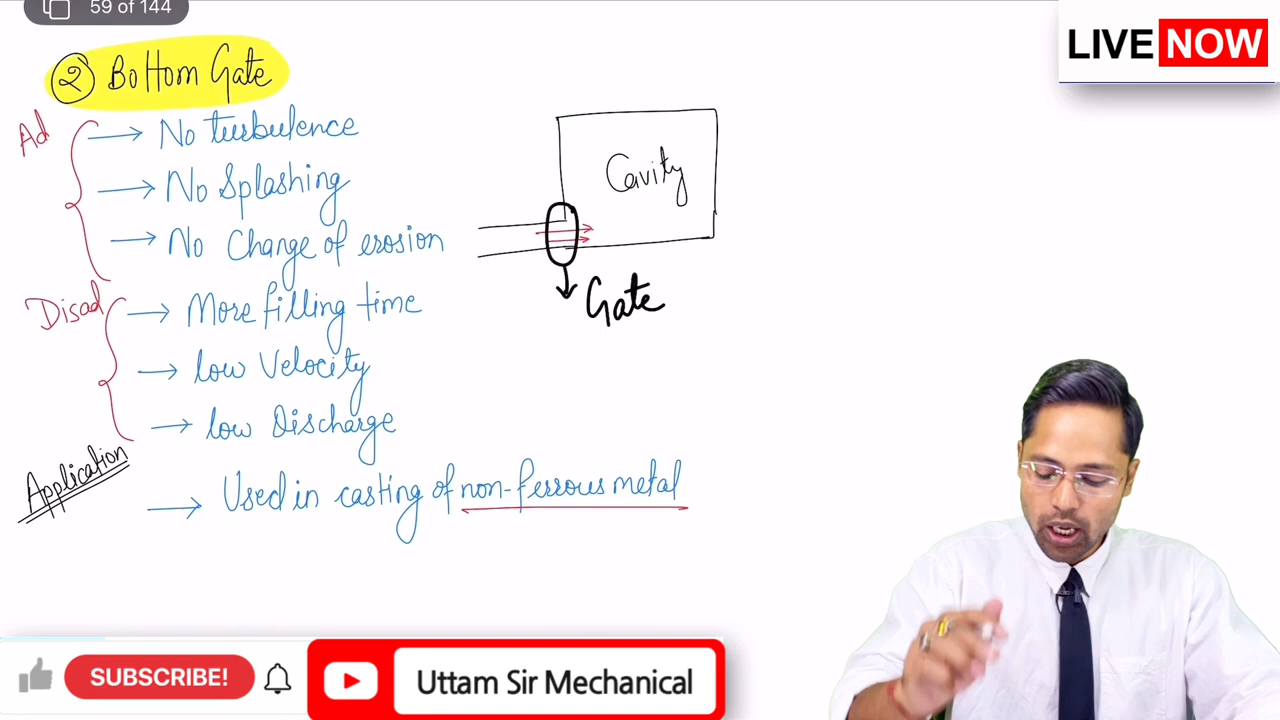 59 of 144
LIVE NOW
② Bottom Gate
Ad
→ No turbulence
→ No Splashing
→ No Change of erosion
Cavity
Gate
Disad
→ More filling time
→ low Velocity
→ low Discharge
Application
→ Used in casting of non-ferrous metal
SUBSCRIBE!
Uttam Sir Mechanical